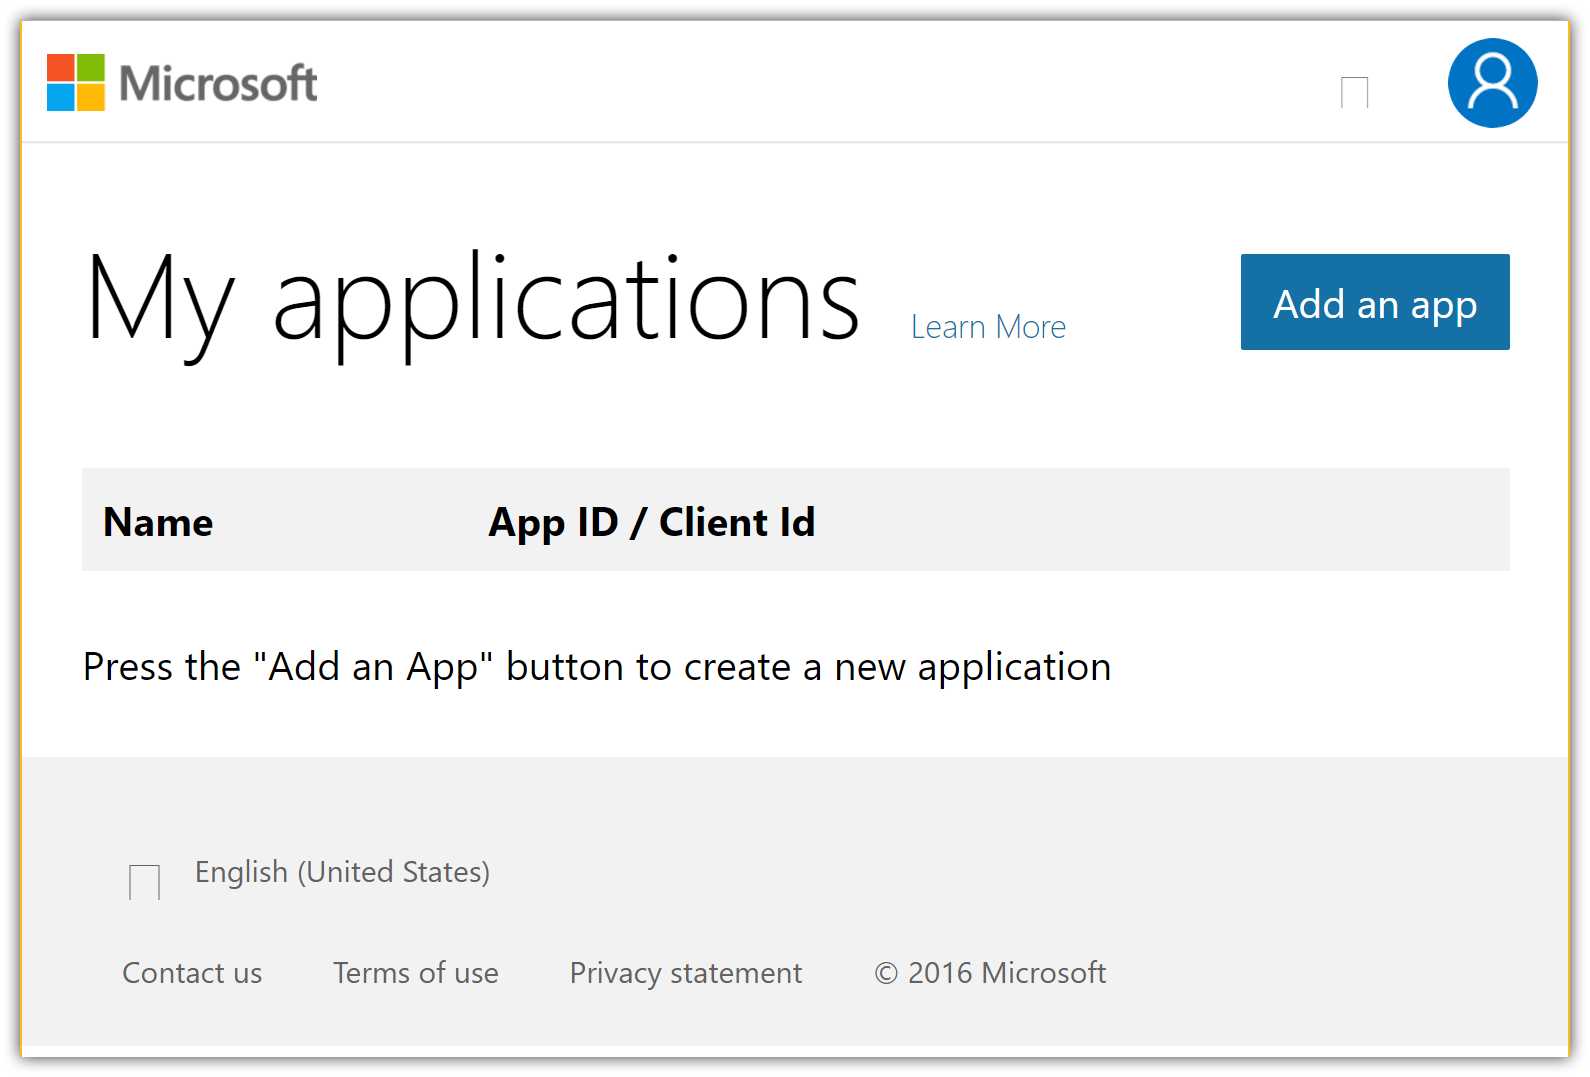 Microsoft
My applications Learn More Add an app
Name App ID / Client Id
Press the "Add an App" button to create a new application
English (United States)
Contact us Terms of use Privacy statement © 2016 Microsoft